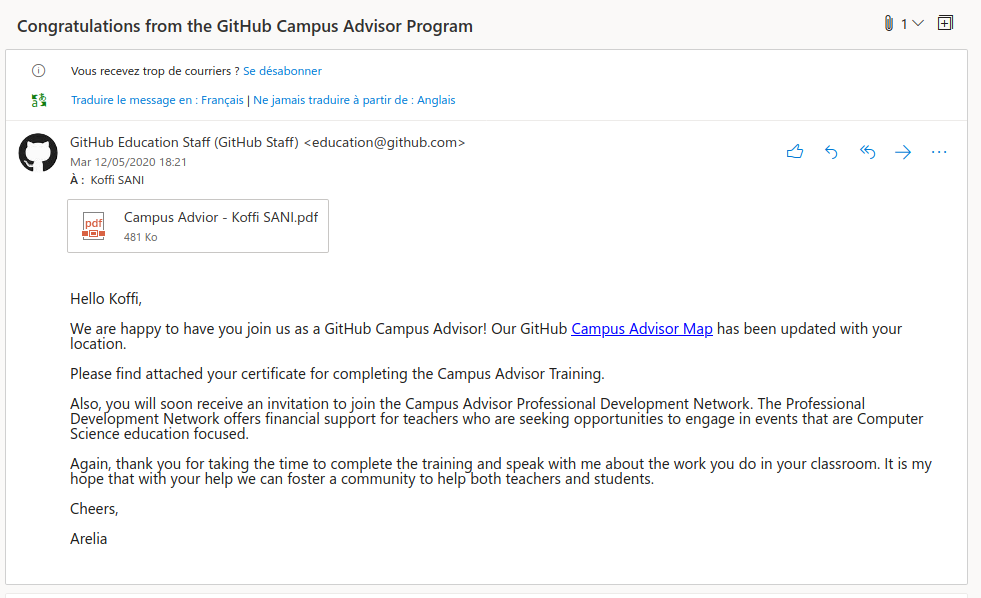 Congratulations from the GitHub Campus Advisor Program
1
Vous recevez trop de courriers ? Se désabonner
Traduire le message en : Français | Ne jamais traduire à partir de : Anglais
GitHub Education Staff (GitHub Staff) <education@github.com>
Mar 12/05/2020 18:21
À : Koffi SANI
pdf
Campus Advior - Koffi SANI.pdf
481 Ko
Hello Koffi,
We are happy to have you join us as a GitHub Campus Advisor! Our GitHub Campus Advisor Map has been updated with your
location.
Please find attached your certificate for completing the Campus Advisor Training.
Also, you will soon receive an invitation to join the Campus Advisor Professional Development Network. The Professional
Development Network offers financial support for teachers who are seeking opportunities to engage in events that are Computer
Science education focused.
Again, thank you for taking the time to complete the training and speak with me about the work you do in your classroom. It is my
hope that with your help we can foster a community to help both teachers and students.
Cheers,
Arelia